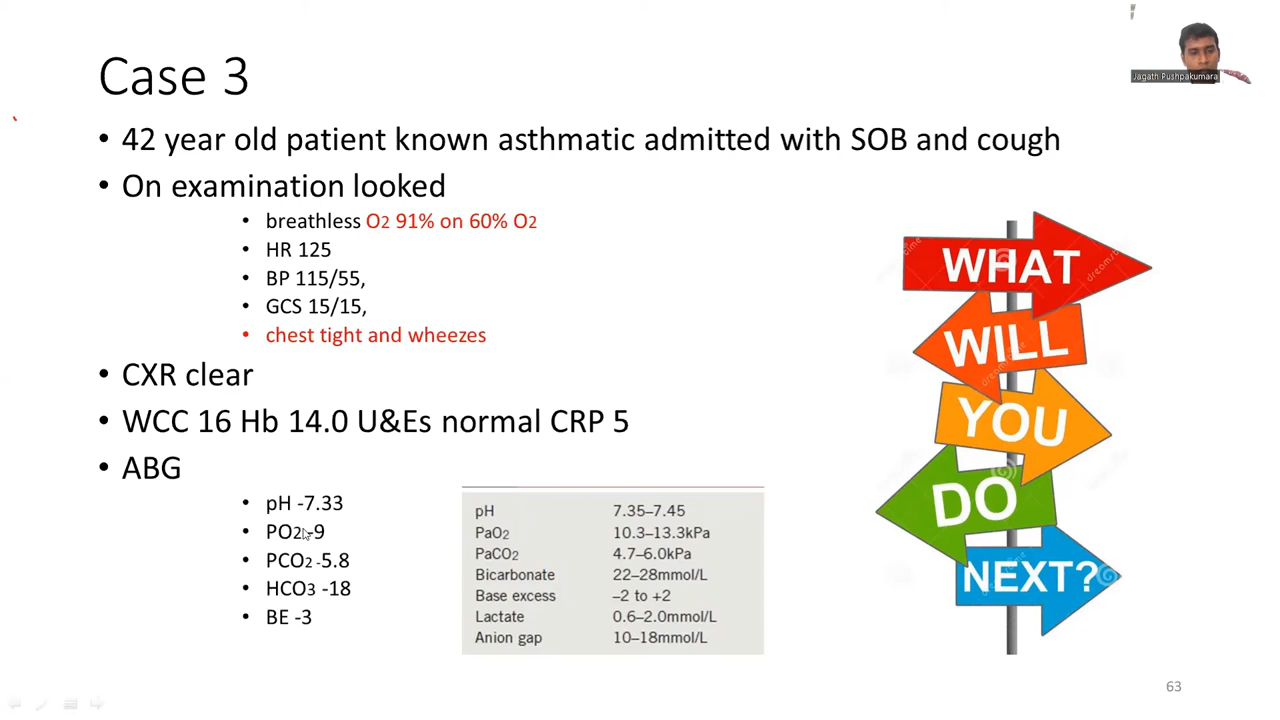 Jagath Pushpakumara
Case 3
• 42 year old patient known asthmatic admitted with SOB and cough
• On examination looked
• breathless O2 91% on 60% O2
• HR 125
• BP 115/55,
• GCS 15/15,
• chest tight and wheezes
• CXR clear
• WCC 16 Hb 14.0 U&Es normal CRP 5
• ABG
• pH -7.33
• PO2 -9
• PCO2 -5.8
• HCO3 -18
• BE -3
pH 7.35–7.45
PaO2 10.3–13.3kPa
PaCO2 4.7–6.0kPa
Bicarbonate 22–28mmol/L
Base excess –2 to +2
Lactate 0.6–2.0mmol/L
Anion gap 10–18mmol/L
WHAT
WILL
YOU
DO
NEXT?
63